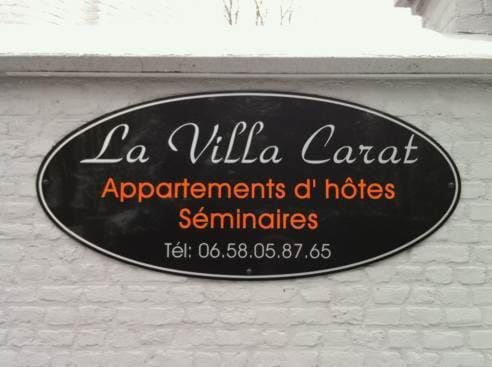 La Villa Carat
Appartements d' hôtes
Séminaires
Tél: 06.58.05.87.65